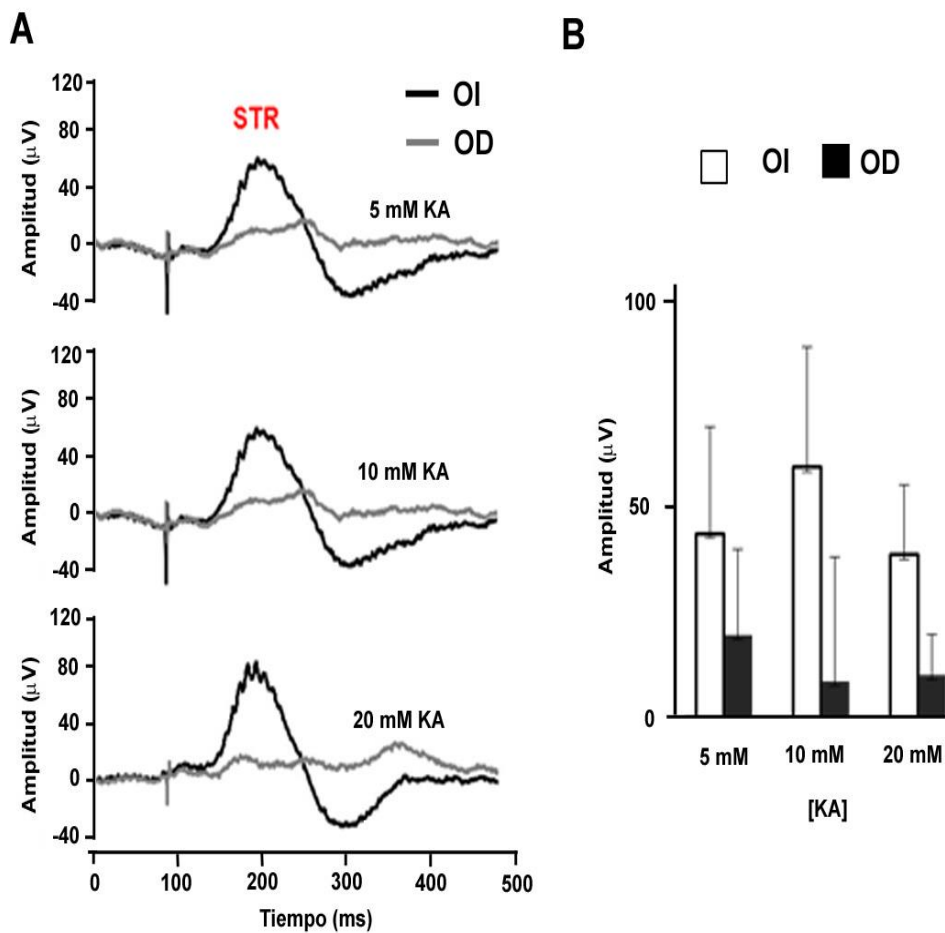 A
120
80
40
0
-40
Amplitud (μV)
STR
OI
OD
5 mM KA
120
80
40
0
-40
Amplitud (μV)
10 mM KA
120
80
40
0
-40
Amplitud (μV)
20 mM KA
0 100 200 300 400 500
Tiempo (ms)
B
OI OD
100
50
0
Amplitud (μV)
5 mM 10 mM 20 mM
[KA]